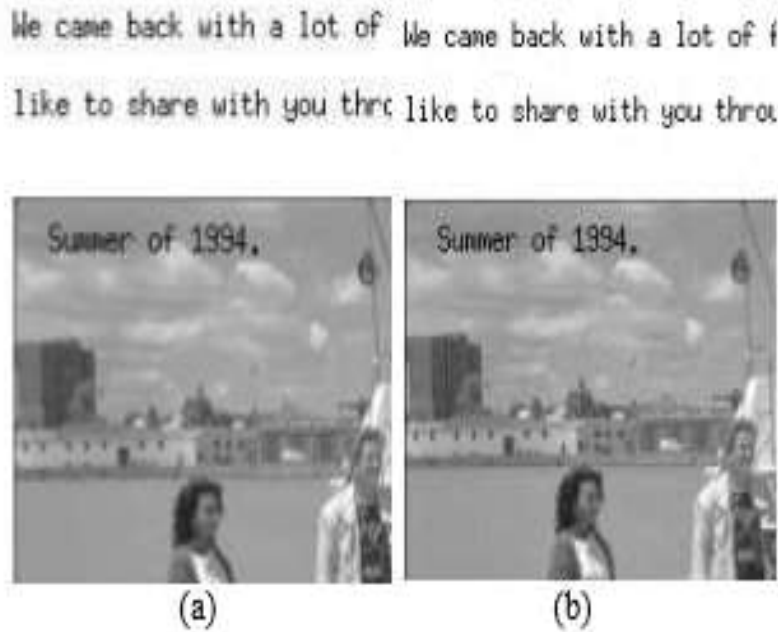 We came back with a lot of
like to share with you thro
Summer of 1994.
(a)
We came back with a lot of f
like to share with you throu
Summer of 1994.
(b)